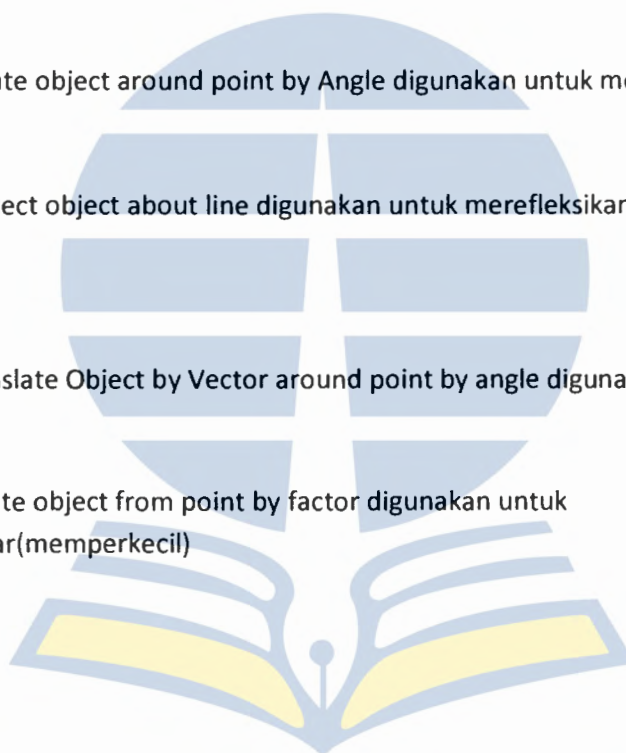 te object around point by Angle digunakan untuk me
ect object about line digunakan untuk merefleksikan
slate Object by Vector around point by angle diguna
te object from point by factor digunakan untuk
ar(memperkecil)